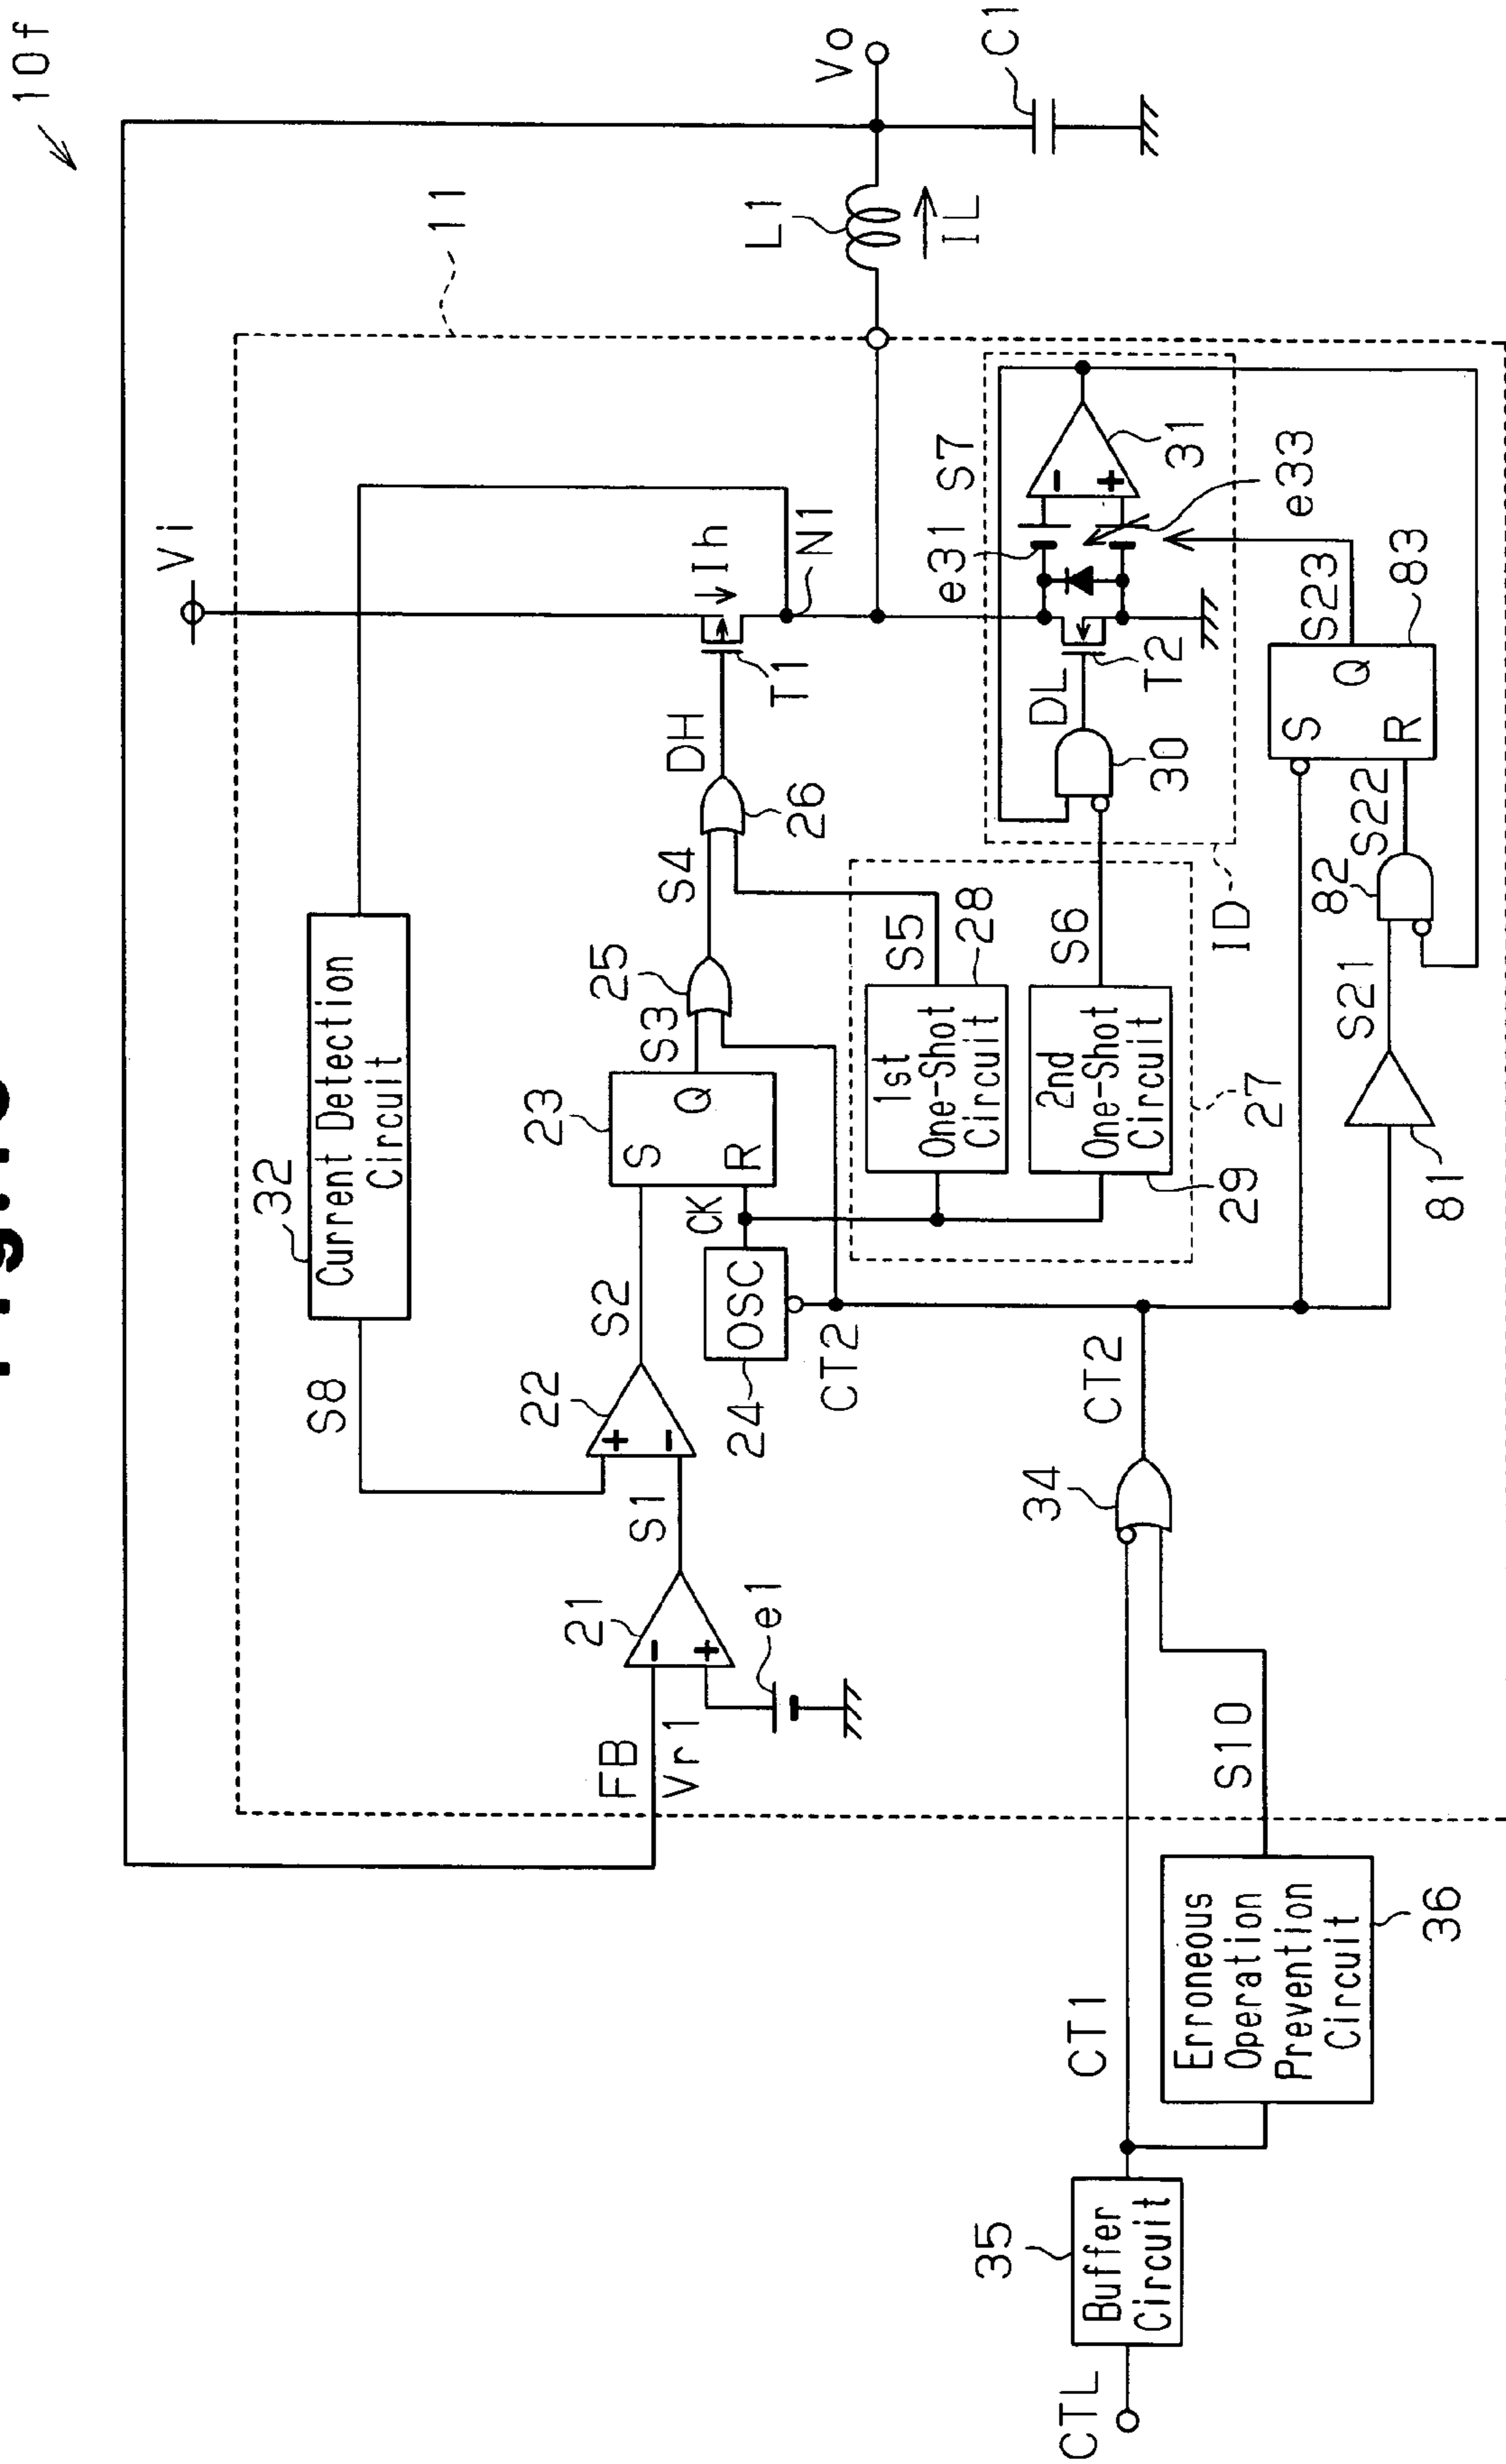 10f
11
Vi
Vo
C1
L1
IL
32
Current Detection
Circuit
S8
Ih
N1
T1
DH
26
S4
25
S3
23
S
Q
R
CK
S2
22
+
−
S1
21
−
+
FB
Vr1
e1
OSC
24
CT2
1st
One-Shot
Circuit
28
S5
2nd
One-Shot
Circuit
29
S6
27
ID
S7
e31
31
−
+
e33
DL
T2
30
S23
83
S
Q
R
S22
82
S21
81
CT2
34
S10
CT1
Erroneous
Operation
Prevention
Circuit
36
35
Buffer
Circuit
CTL